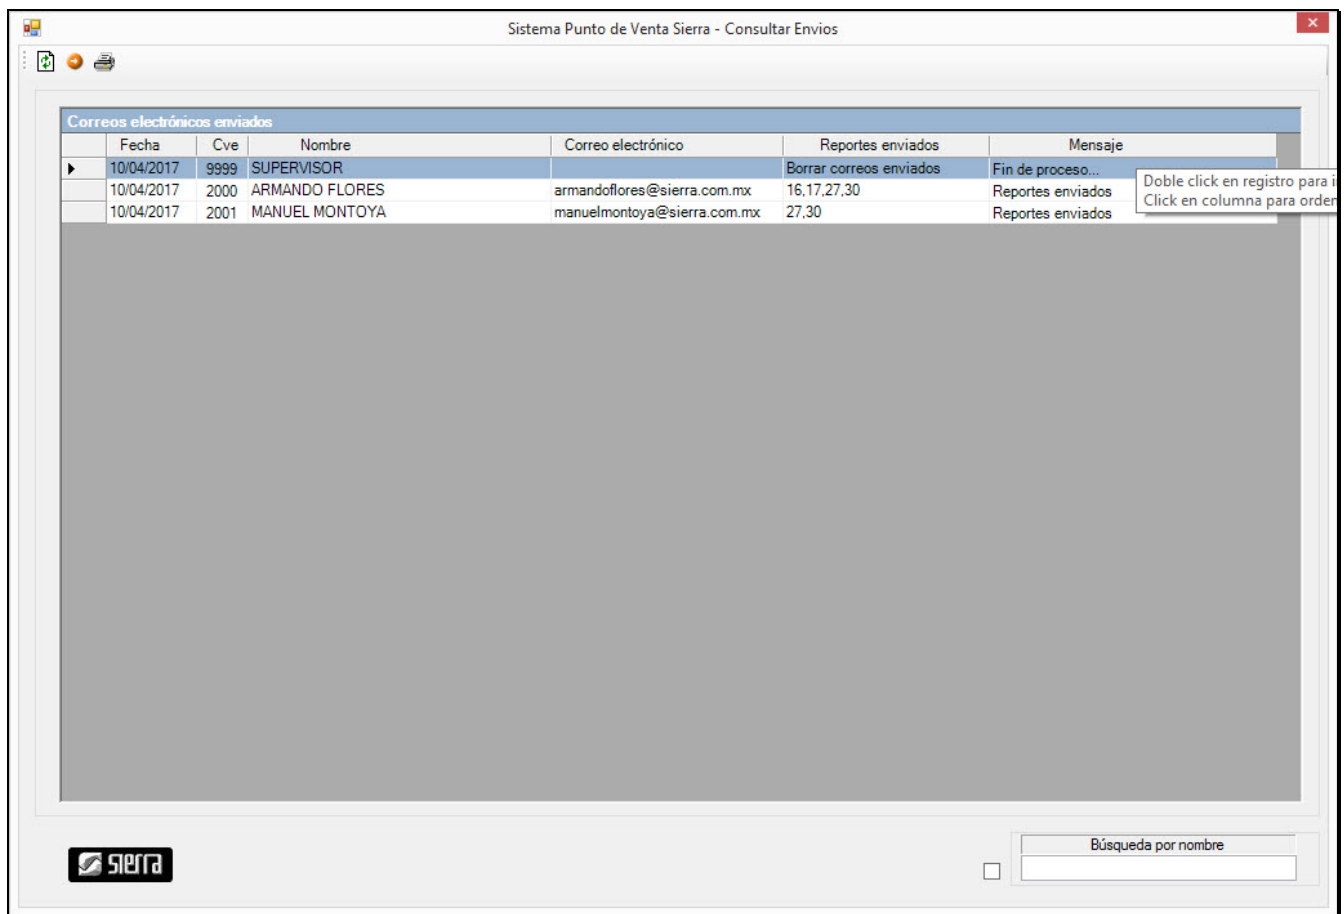 Sistema Punto de Venta Sierra - Consultar Envios
Correos electrónicos enviados
Fecha Cve Nombre Correo electrónico Reportes enviados Mensaje
10/04/2017 9999 SUPERVISOR Borrar correos enviados Fin de proceso...
10/04/2017 2000 ARMANDO FLORES armandoflores@sierra.com.mx 16,17,27,30 Reportes enviados
10/04/2017 2001 MANUEL MONTOYA manuelmontoya@sierra.com.mx 27,30 Reportes enviados
Doble click en registro para
Click en columna para orden
Búsqueda por nombre
sierra